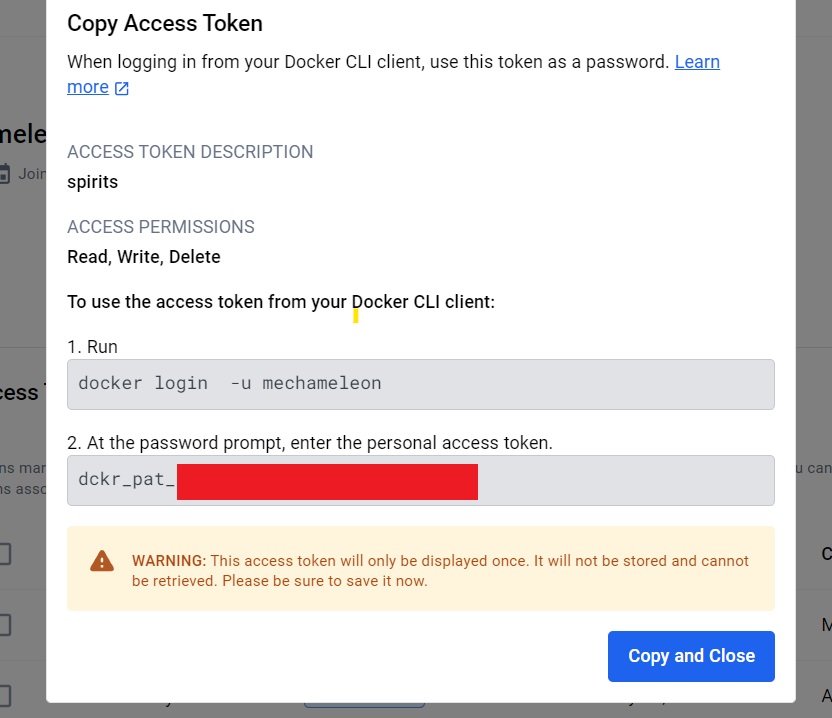 Copy Access Token
When logging in from your Docker CLI client, use this token as a password. Learn
more
mele
Join
ACCESS TOKEN DESCRIPTION
spirits
ACCESS PERMISSIONS
Read, Write, Delete
To use the access token from your Docker CLI client:
1. Run
docker login  -u mechameleon
cess
2. At the password prompt, enter the personal access token.
ns mar
u can
dckr_pat_
ns asso
WARNING: This access token will only be displayed once. It will not be stored and cannot
be retrieved. Please be sure to save it now.
C
M
Copy and Close
A